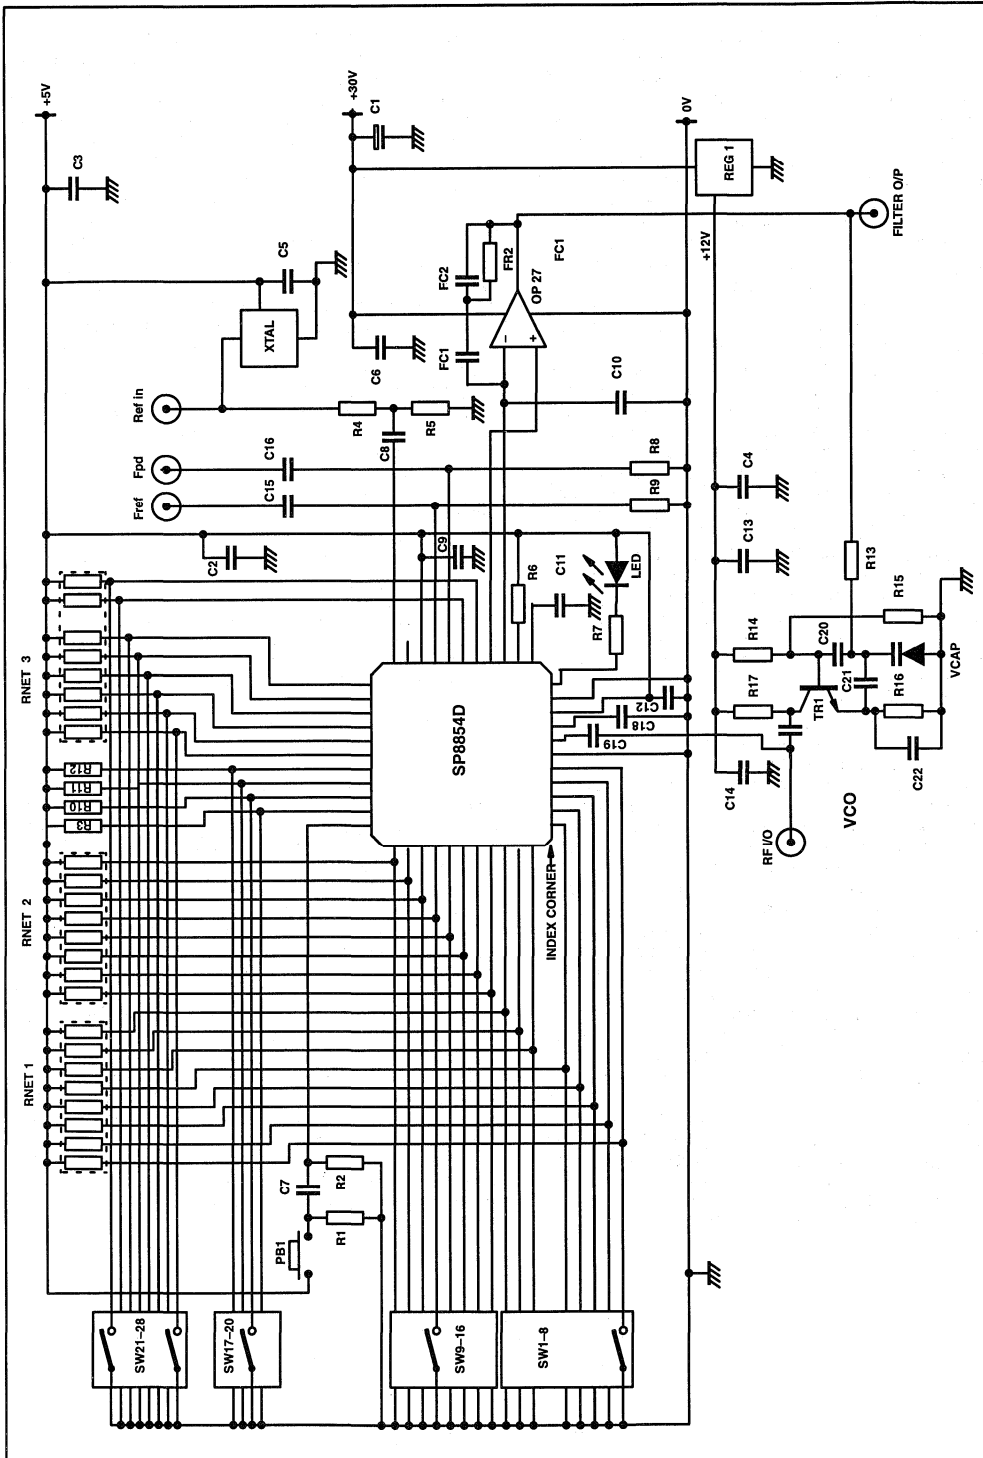 +5V
C3
+30V
C1
0V
REG 1
+12V
FILTER O/P
C5
XTAL
FC2
FR2
FC1
OP 27
FC1
C6
C10
Ref in
R4
R5
C8
Fpd
C16
R8
Fref
C15
R9
C4
C2
C9
R6
C11
LED
R7
C13
R13
R15
R14
C20
RNET 3
SP8854D
C12
C18
C19
R17
TR1
C21
R16
VCAP
C22
C14
VCO
RF I/O
R12
R11
R10
R3
INDEX CORNER
RNET 2
RNET 1
C7
R2
R1
PB1
SW21–28
SW17–20
SW9–16
SW1–8